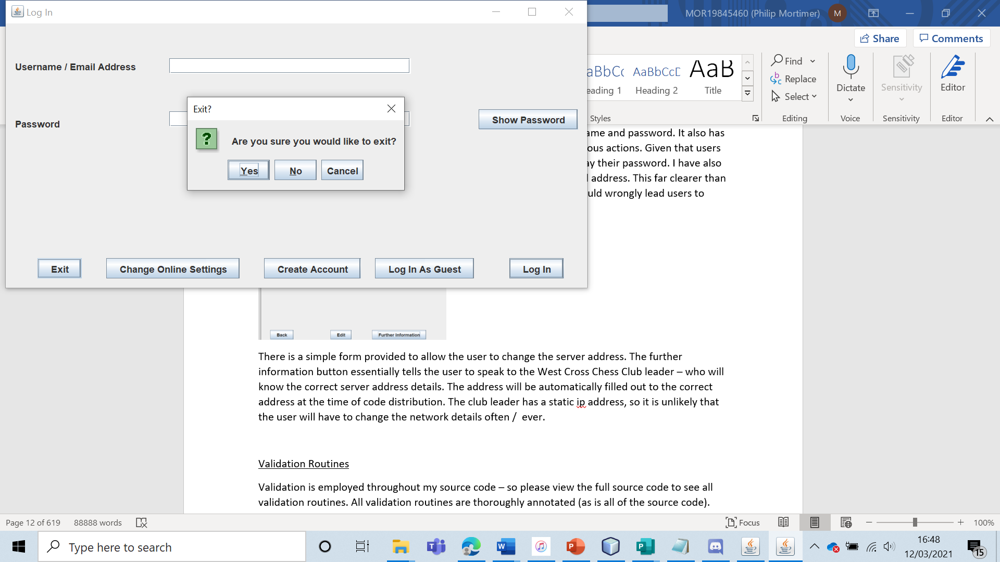 Log In
MOR19845460 (Philip Mortimer)
M
Share
Comments
Username / Email Address
Password
Show Password
Exit?
?
Are you sure you would like to exit?
Yes
No
Cancel
Exit
Change Online Settings
Create Account
Log In As Guest
Log In
aBbCc
AaBbCcD
AaB
eading 1
Heading 2
Title
Styles
Find
Replace
Select
Editing
Dictate
Voice
Sensitivity
Sensitivity
Editor
Editor
ame and password. It also has
ous actions. Given that users
ay their password. I have also
l address. This far clearer than
uld wrongly lead users to
Back
Edit
Further Information
There is a simple form provided to allow the user to change the server address. The further
information button essentially tells the user to speak to the West Cross Chess Club leader – who will
know the correct server address details. The address will be automatically filled out to the correct
address at the time of code distribution. The club leader has a static ip address, so it is unlikely that
the user will have to change the network details often / ever.
Validation Routines
Validation is employed throughout my source code – so please view the full source code to see all
validation routines. All validation routines are thoroughly annotated (as is all of the source code).
Page 12 of 619
88888 words
Focus
100%
Type here to search
16:48
12/03/2021
15